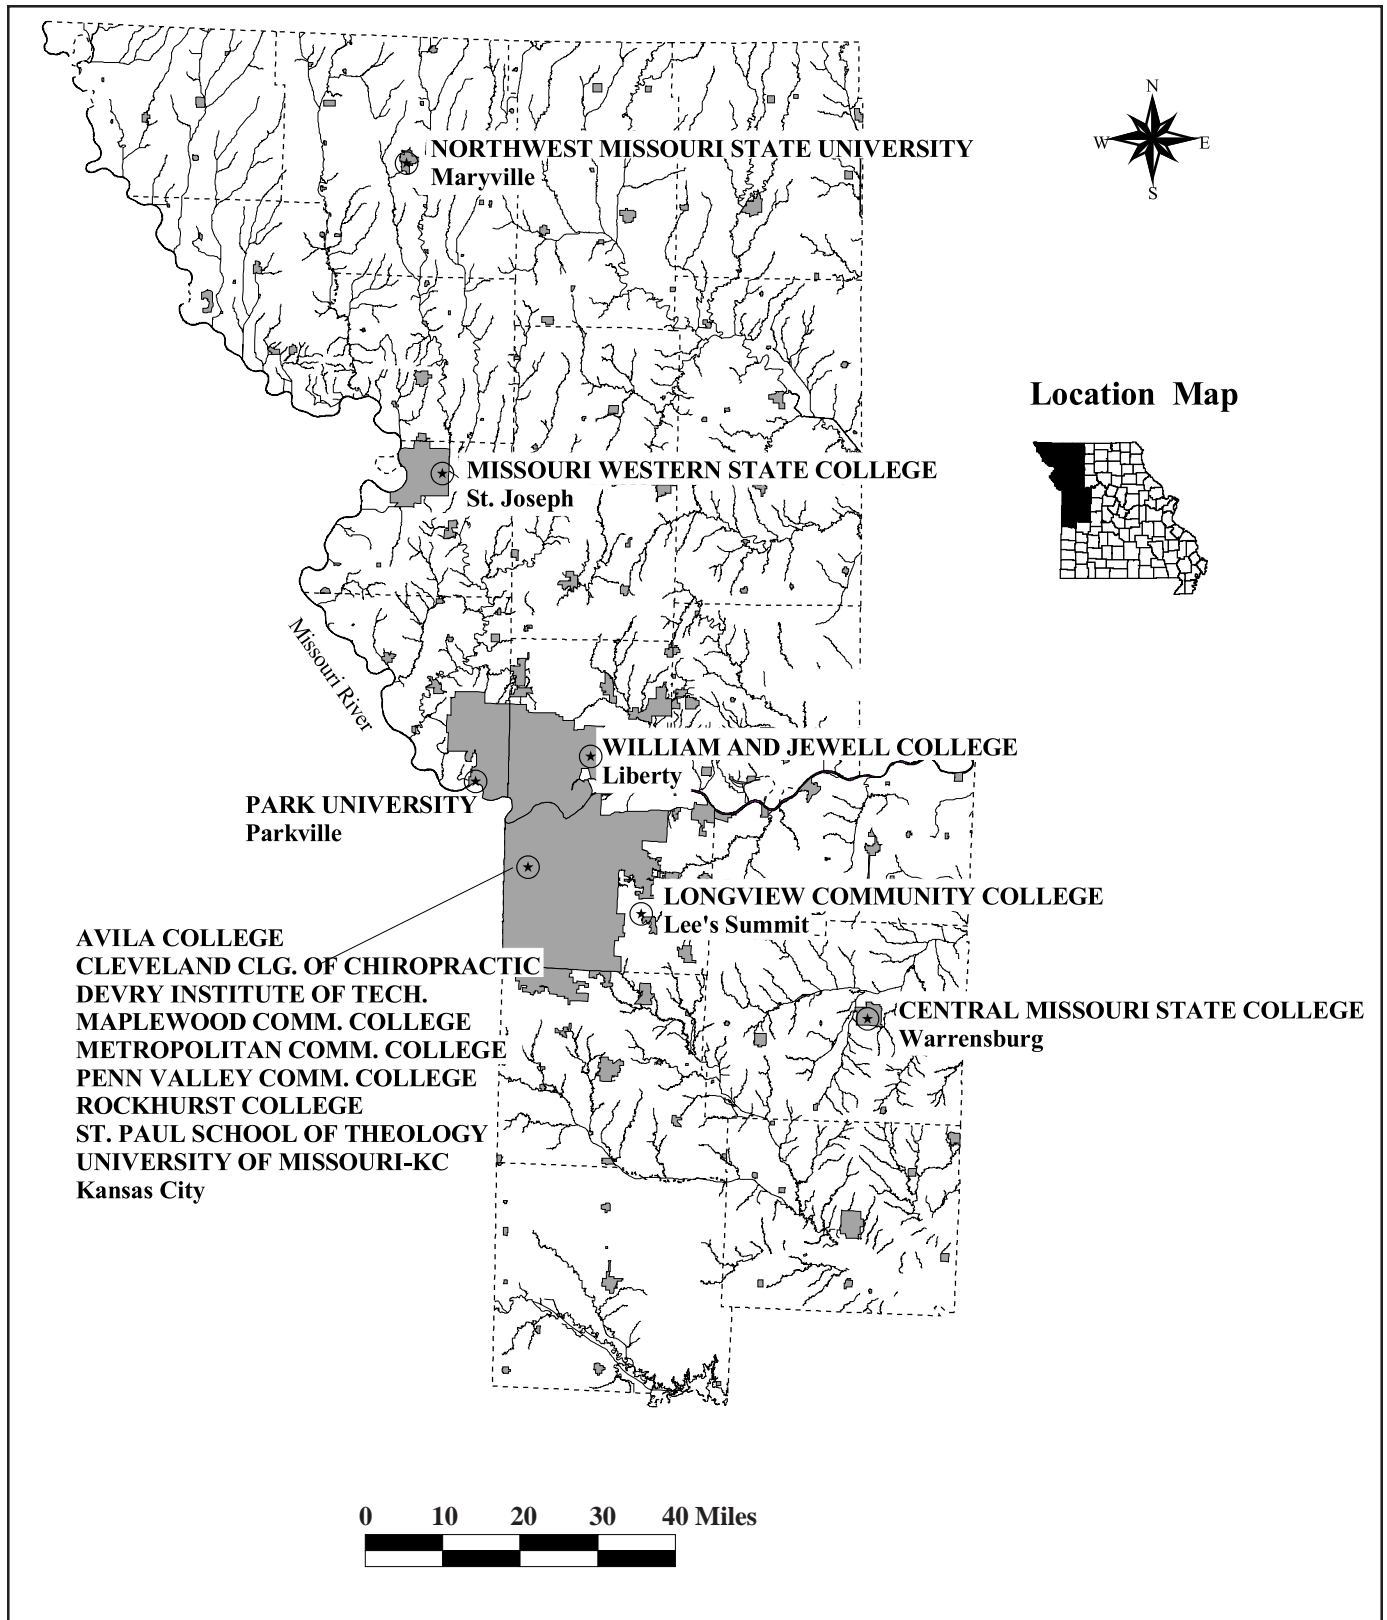 N
W E
S
NORTHWEST MISSOURI STATE UNIVERSITY
Maryville
Location Map
MISSOURI WESTERN STATE COLLEGE
St. Joseph
Missouri River
WILLIAM AND JEWELL COLLEGE
Liberty
PARK UNIVERSITY
Parkville
LONGVIEW COMMUNITY COLLEGE
Lee's Summit
AVILA COLLEGE
CLEVELAND CLG. OF CHIROPRACTIC
DEVRY INSTITUTE OF TECH.
MAPLEWOOD COMM. COLLEGE
METROPOLITAN COMM. COLLEGE
PENN VALLEY COMM. COLLEGE
ROCKHURST COLLEGE
ST. PAUL SCHOOL OF THEOLOGY
UNIVERSITY OF MISSOURI-KC
Kansas City
CENTRAL MISSOURI STATE COLLEGE
Warrensburg
0 10 20 30 40 Miles